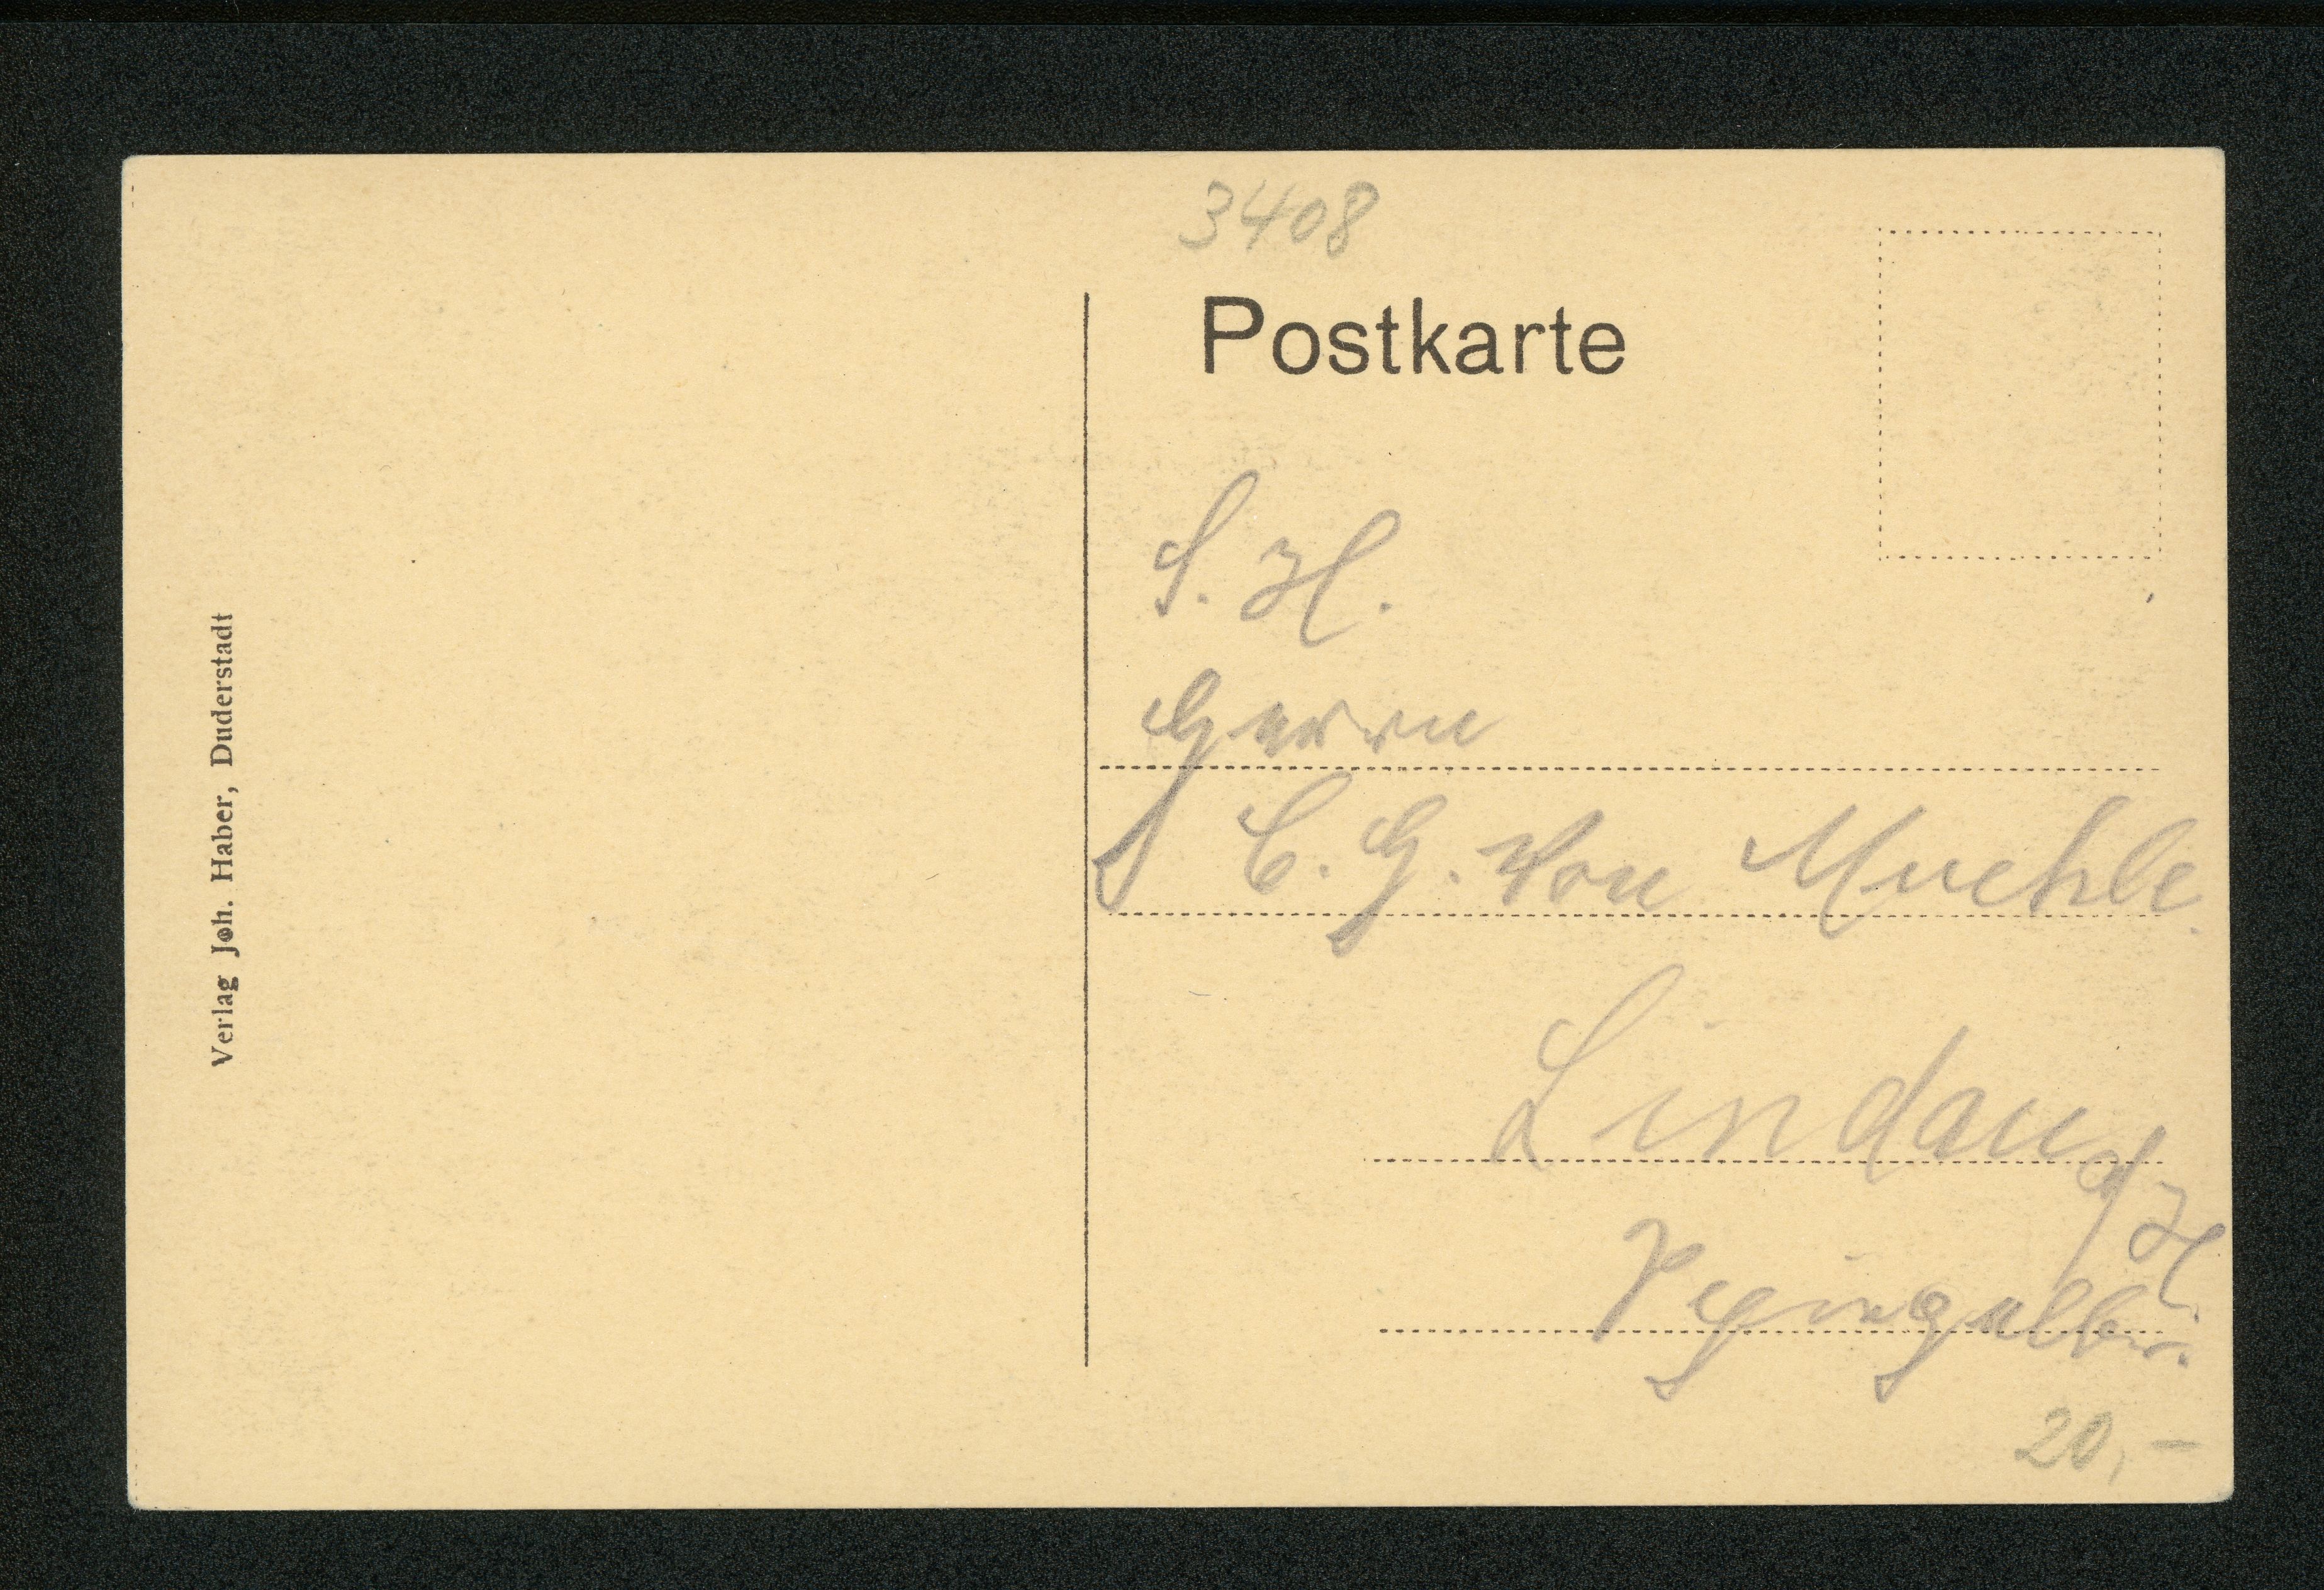 3408
Postkarte
S. H.
Herrn
C. H. von Muehle.
Lindau
a/H
20,-
Verlag Joh. Haber, Duderstadt